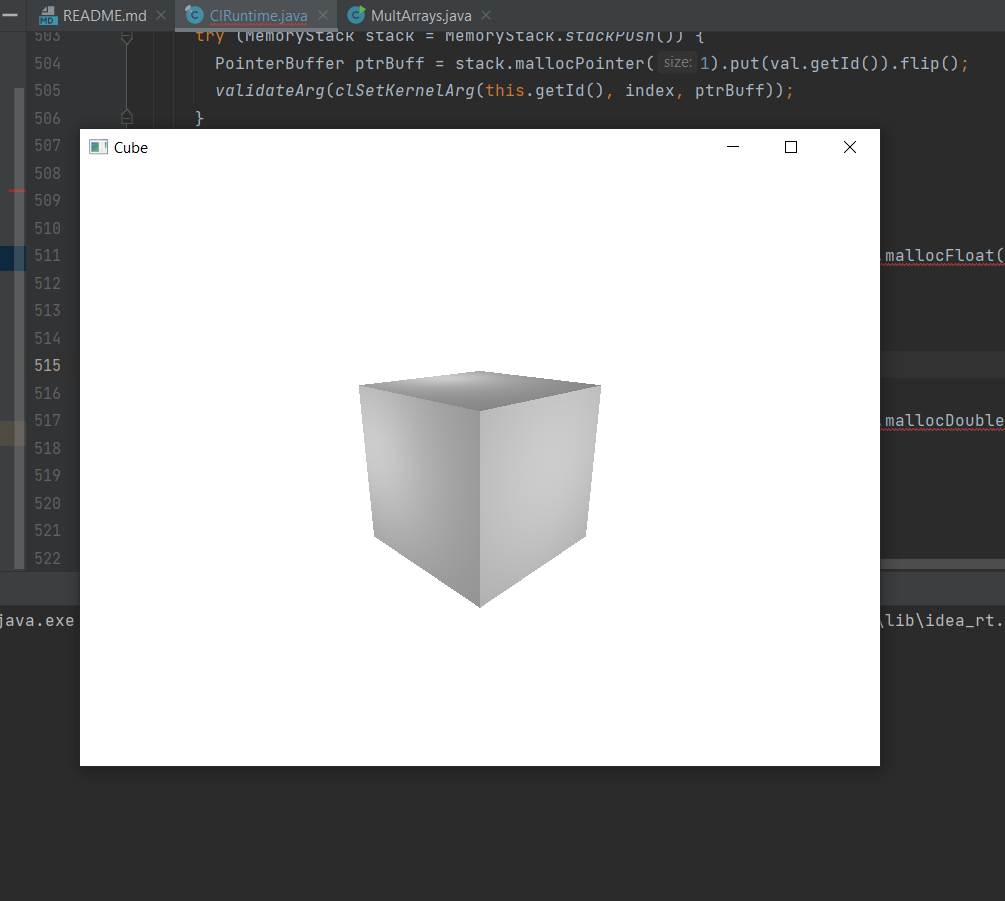 README.md
ClRuntime.java
MultArrays.java
503 try (MemoryStack stack = MemoryStack.stackPush()) {
504 PointerBuffer ptrBuff = stack.mallocPointer( size: 1).put(val.getId()).flip();
505 validateArg(clSetKernelArg(this.getId(), index, ptrBuff));
506 }
Cube
507
508
509
510
511 .mallocFloat(
512
513
514
515
516
517 .mallocDouble
518
519
520
521
522
java.exe \lib\idea_rt.